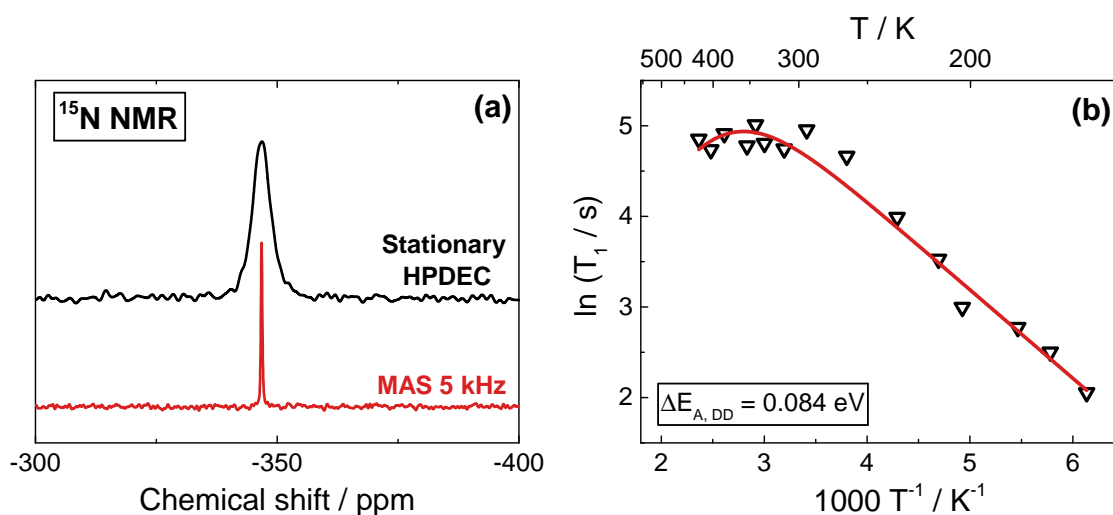 ¹⁵N NMR
(a)
Stationary
HPDEC
MAS 5 kHz
-300 -350 -400
Chemical shift / ppm
T / K
500 400 300 200
(b)
ln (T₁ / s)
5
4
3
2
ΔE_A, DD = 0.084 eV
2 3 4 5 6
1000 T⁻¹ / K⁻¹